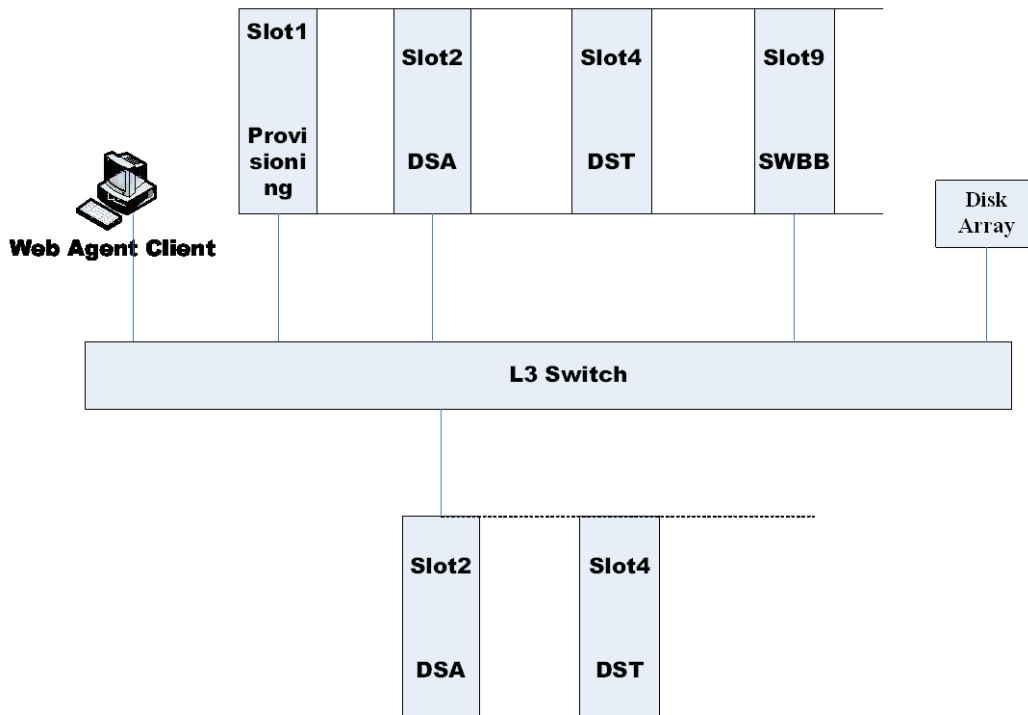 Slot1
Provi
sioni
ng
Slot2
DSA
Slot4
DST
Slot9
SWBB
Disk
Array
Web Agent Client
L3 Switch
Slot2
DSA
Slot4
DST